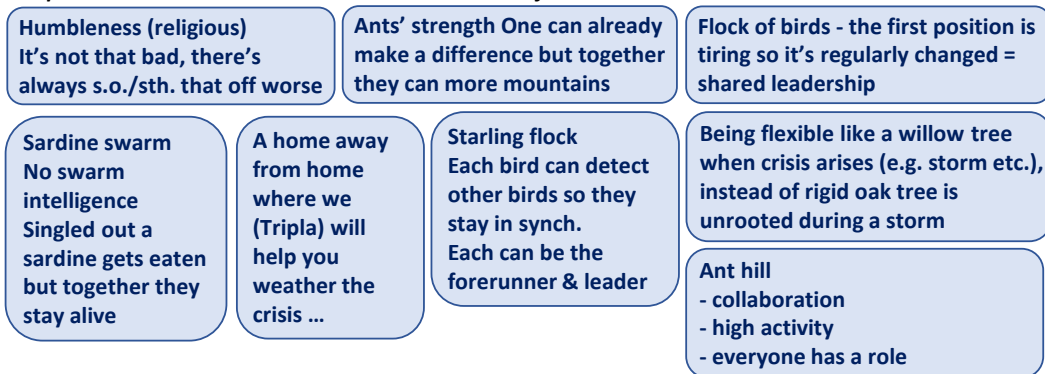 Humbleness (religious)
It's not that bad, there's
always s.o./sth. that off worse
Ants' strength One can already
make a difference but together
they can more mountains
Flock of birds - the first position is
tiring so it's regularly changed =
shared leadership
Sardine swarm
No swarm
intelligence
Singled out a
sardine gets eaten
but together they
stay alive
A home away
from home
where we
(Tripla) will
help you
weather the
crisis …
Starling flock
Each bird can detect
other birds so they
stay in synch.
Each can be the
forerunner & leader
Being flexible like a willow tree
when crisis arises (e.g. storm etc.),
instead of rigid oak tree is
unrooted during a storm
Ant hill
- collaboration
- high activity
- everyone has a role